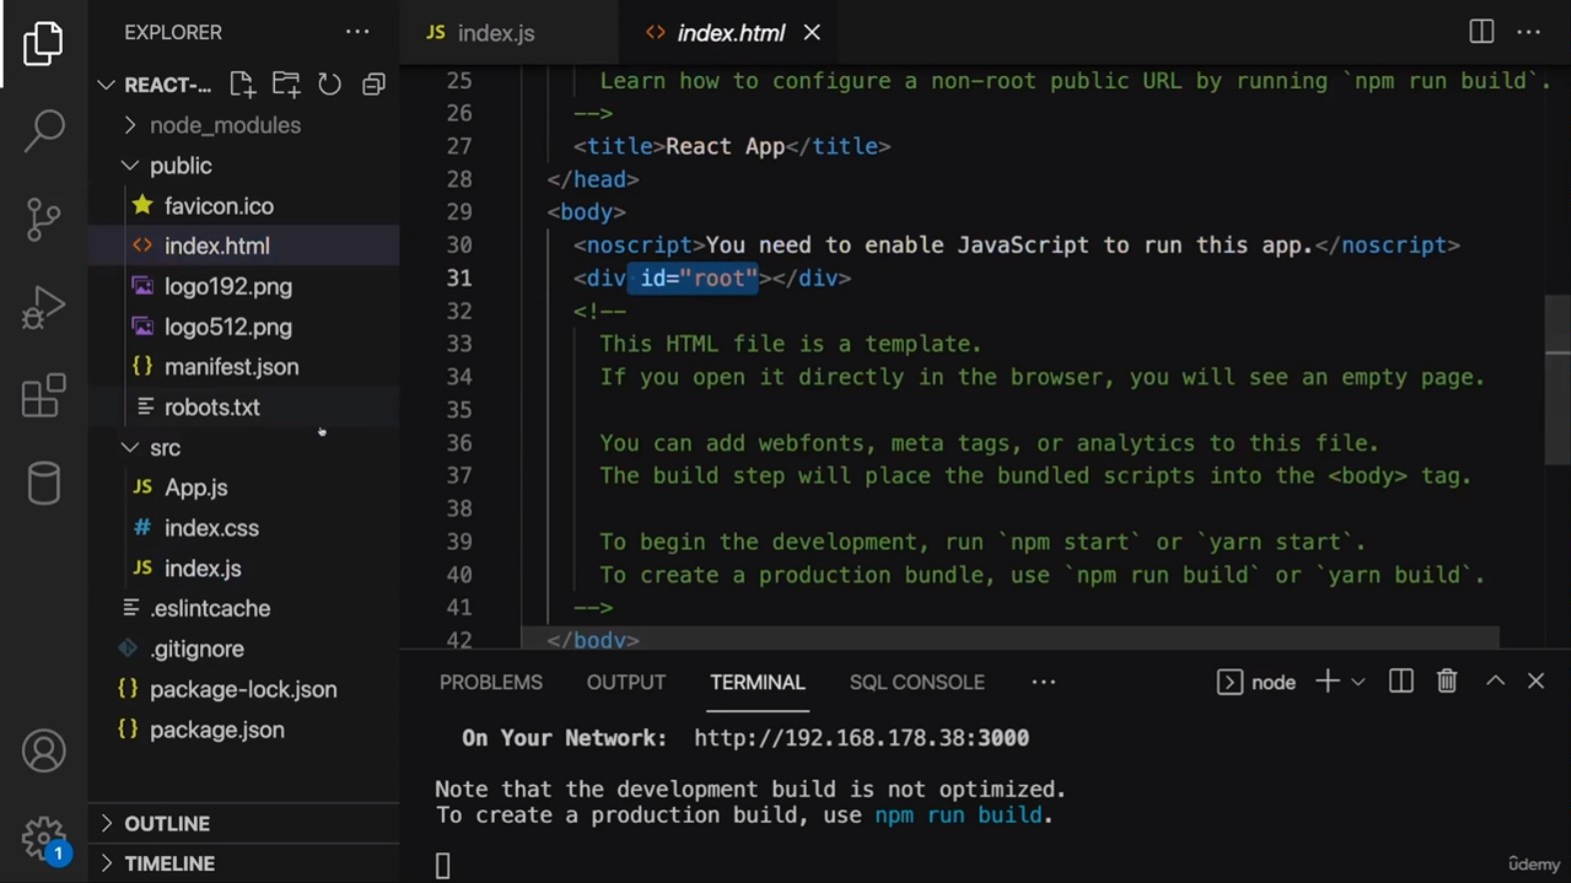 EXPLORER
REACT-...
node_modules
public
favicon.ico
index.html
logo192.png
logo512.png
manifest.json
robots.txt
src
JS App.js
# index.css
JS index.js
.eslintcache
.gitignore
{} package-lock.json
{} package.json
OUTLINE
TIMELINE
1
JS index.js
<> index.html
25 Learn how to configure a non-root public URL by running `npm run build`.
26 -->
27 <title>React App</title>
28 </head>
29 <body>
30 <noscript>You need to enable JavaScript to run this app.</noscript>
31 <div id="root"></div>
32 <!--
33 This HTML file is a template.
34 If you open it directly in the browser, you will see an empty page.
35
36 You can add webfonts, meta tags, or analytics to this file.
37 The build step will place the bundled scripts into the <body> tag.
38
39 To begin the development, run `npm start` or `yarn start`.
40 To create a production bundle, use `npm run build` or `yarn build`.
41 -->
42 </body>
PROBLEMS OUTPUT TERMINAL SQL CONSOLE ... node
On Your Network: http://192.168.178.38:3000
Note that the development build is not optimized.
To create a production build, use npm run build.
ûdemy